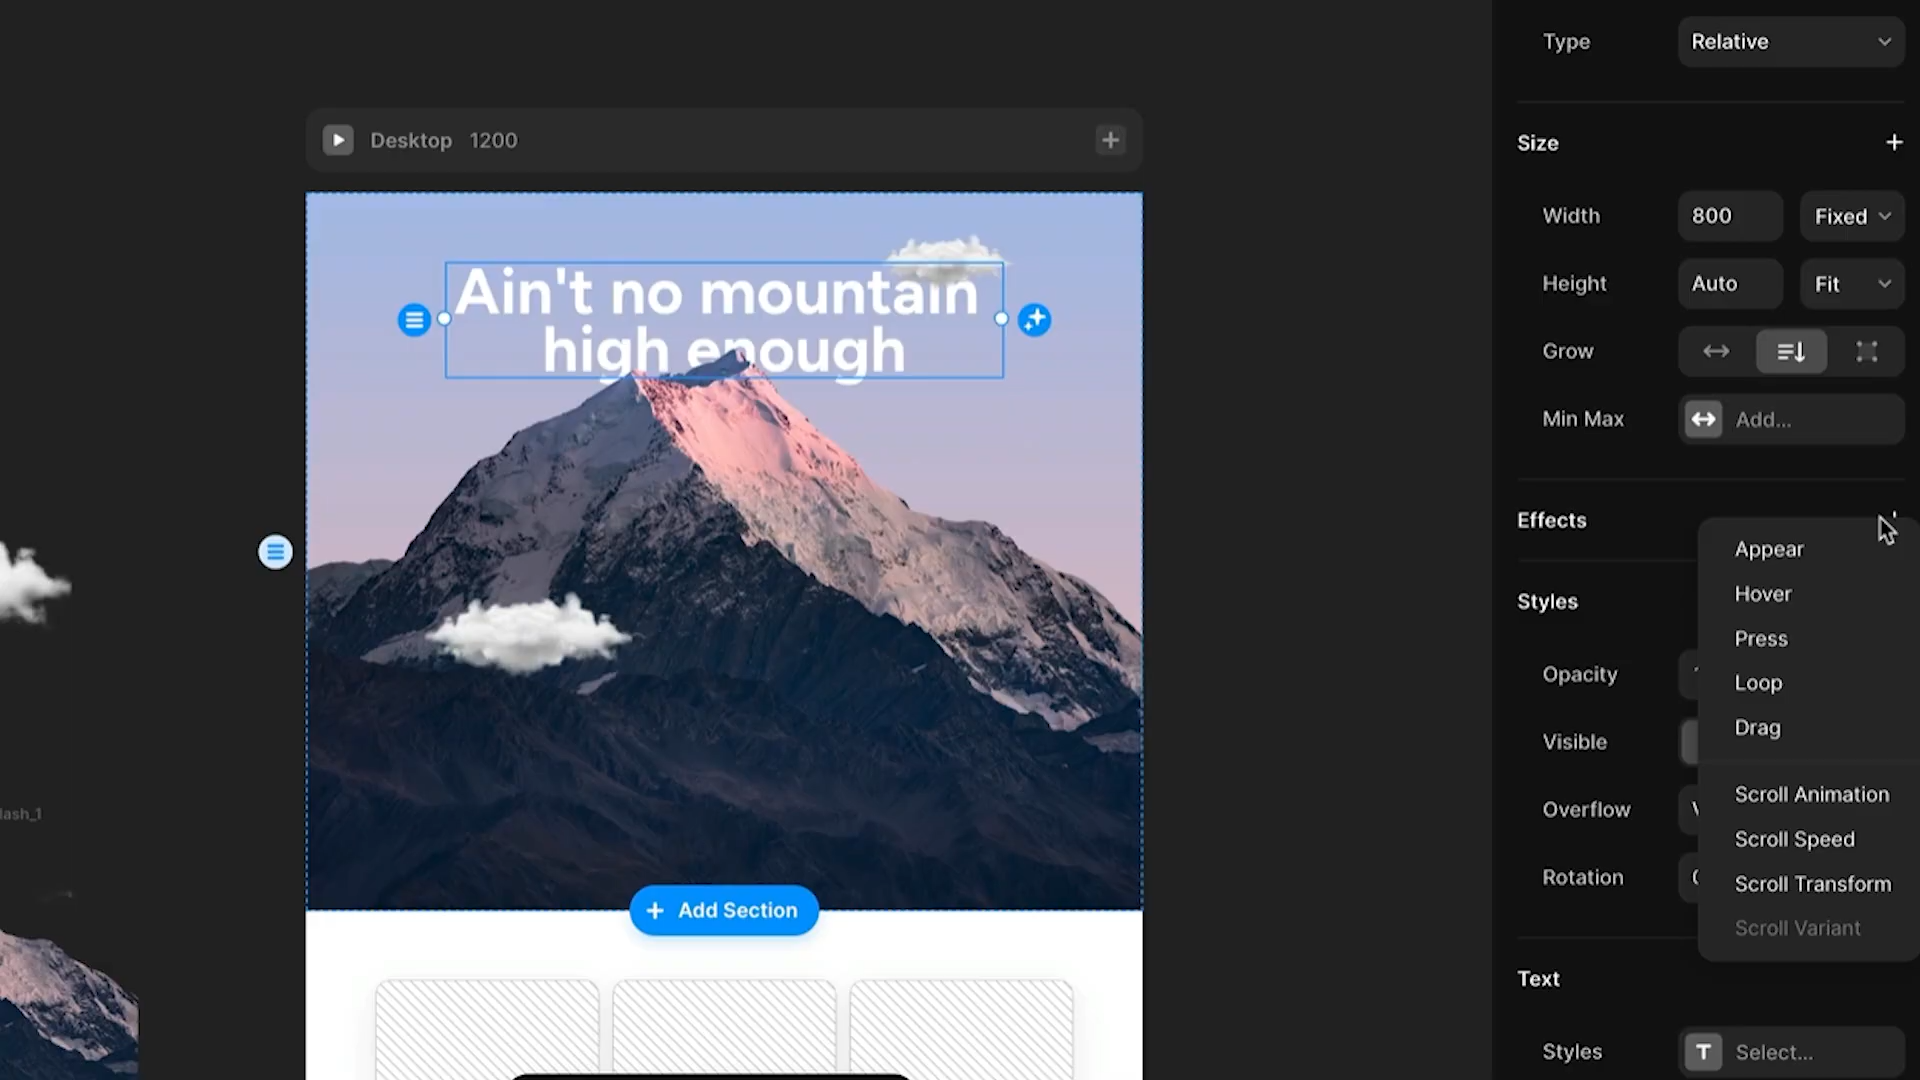 Type Relative
Desktop 1200
Size
Width 800 Fixed
Height Auto Fit
Grow
Min Max Add...
Effects
Appear
Hover
Press
Loop
Drag
Scroll Animation
Scroll Speed
Scroll Transform
Scroll Variant
Styles
Opacity
Visible
Overflow
Rotation
Text
Styles T Select...
Ain't no mountain
high enough
lash_1
Add Section